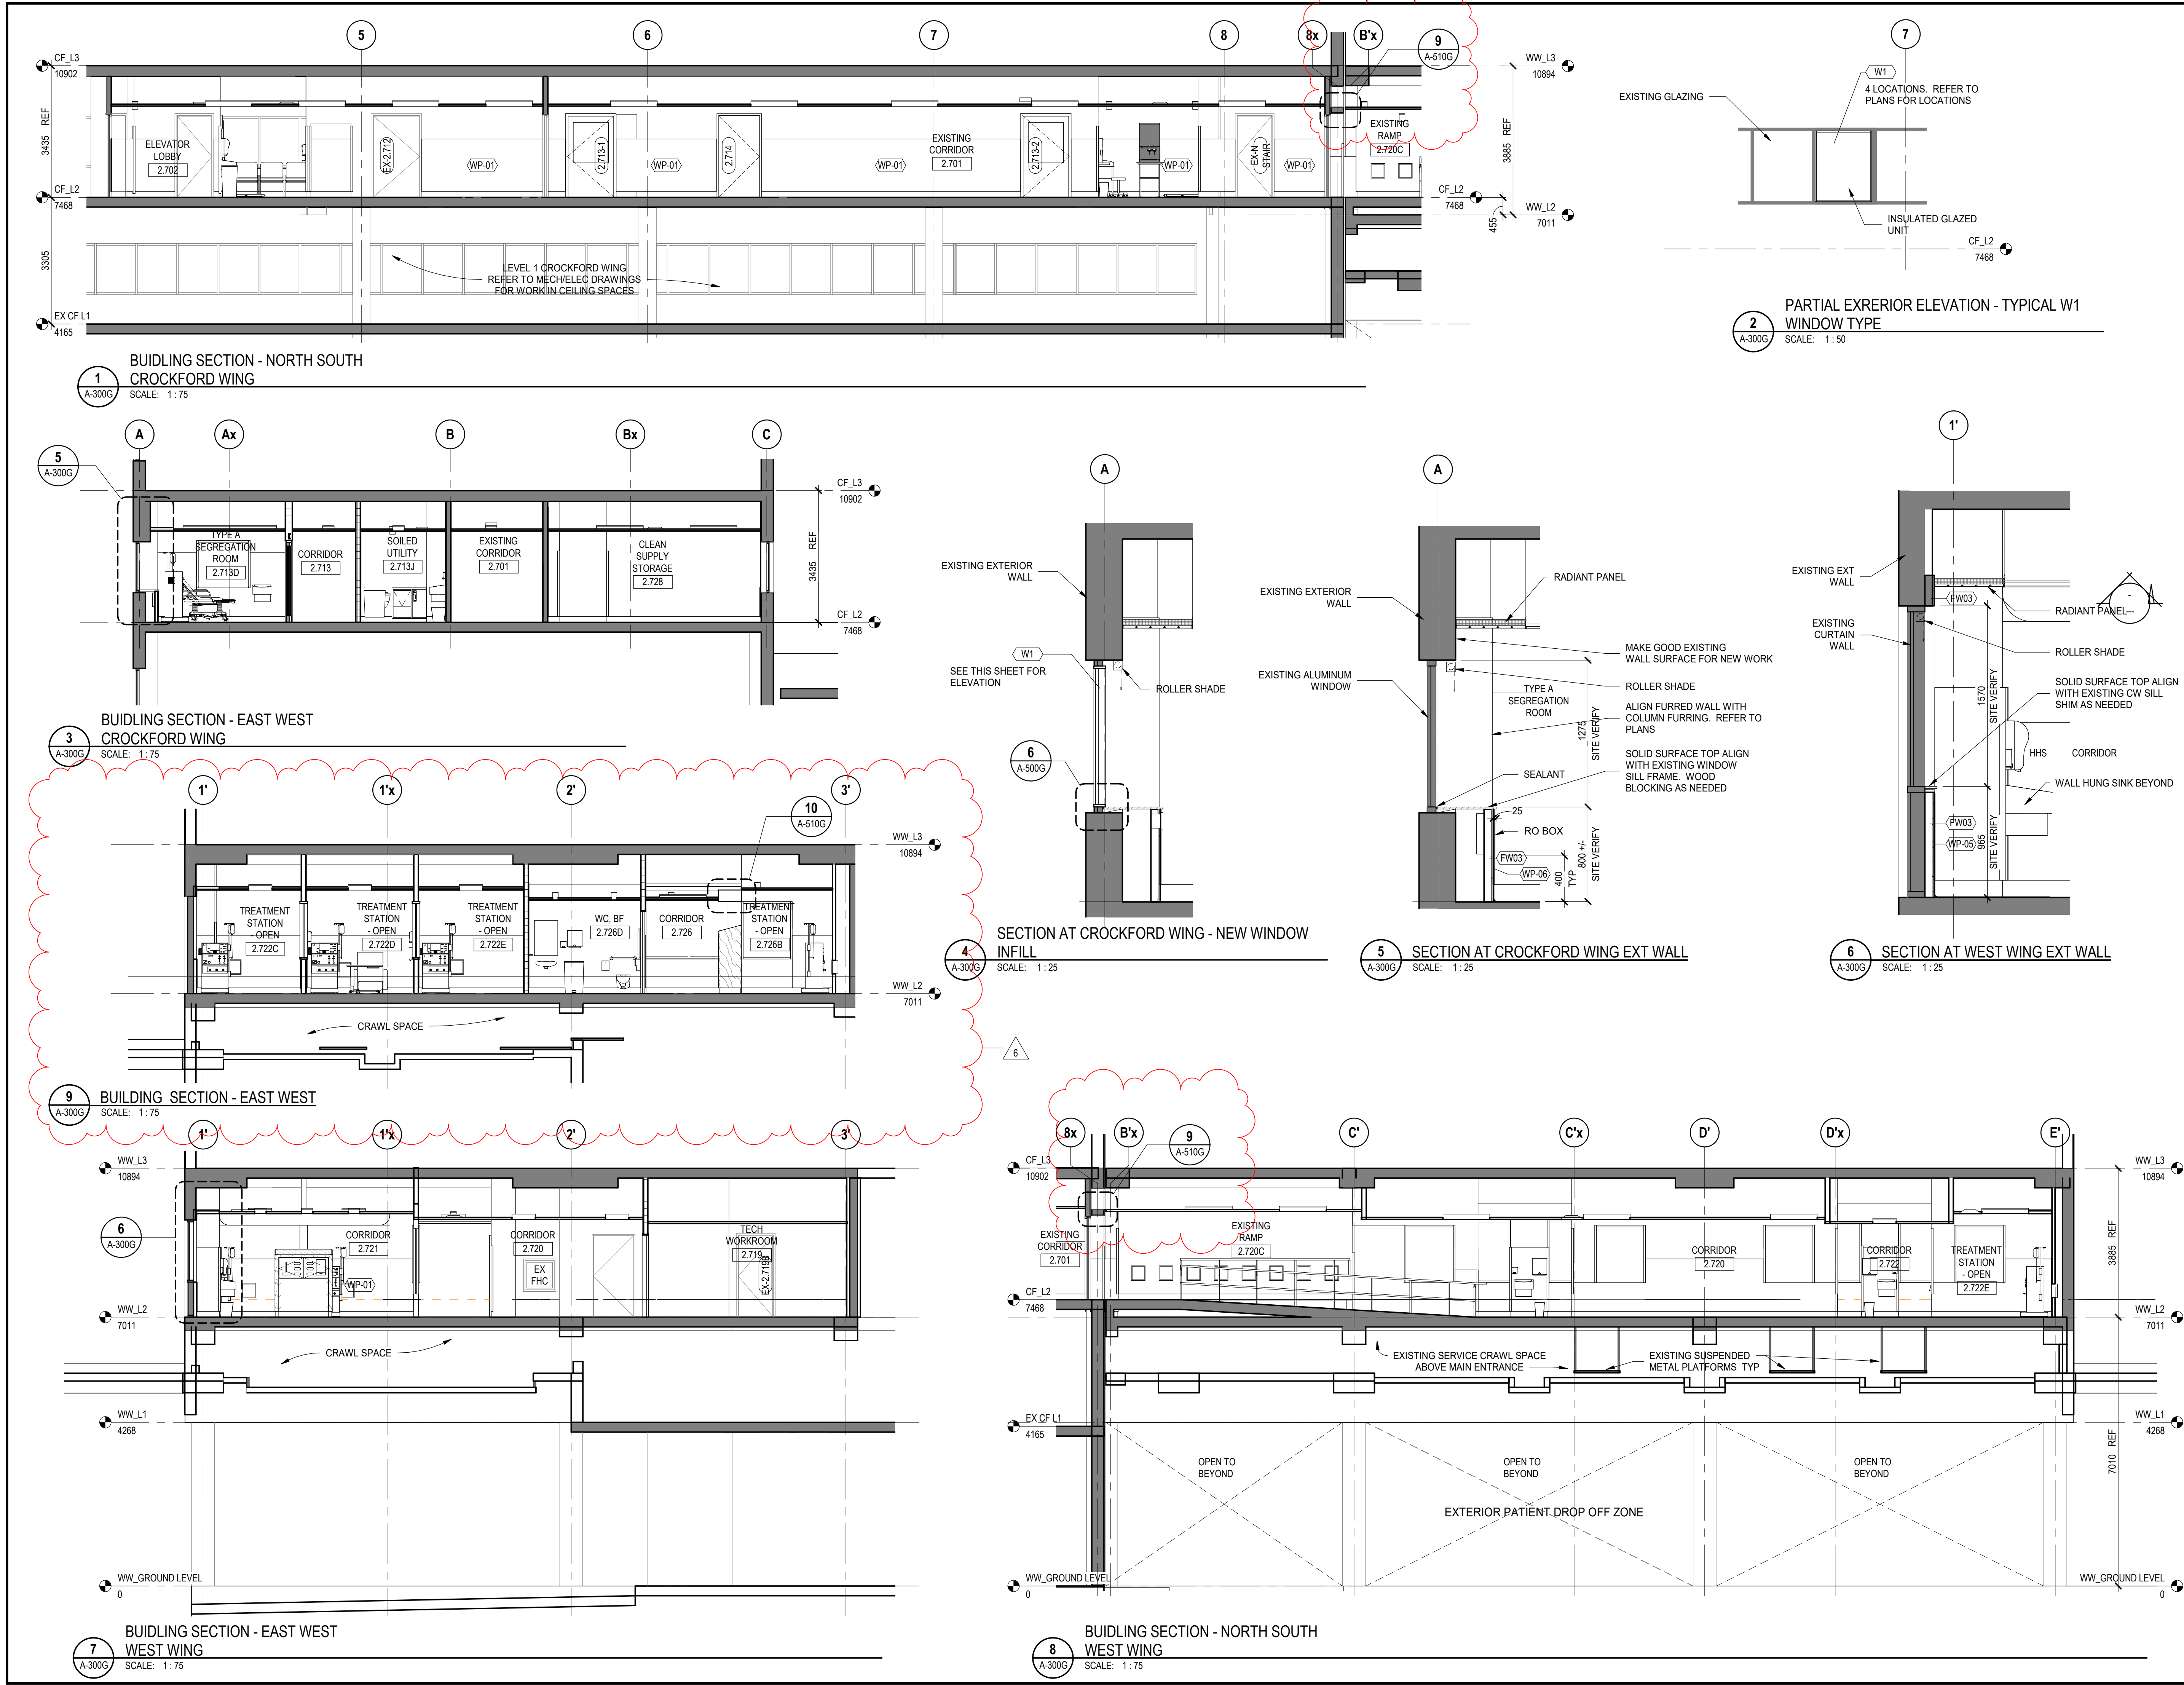 5
6
7
8
8x
B'x
9
A-510G
CF_L3
10902
WW_L3
10894
3435 REF
3885 REF
ELEVATOR
LOBBY
2.702
EX-2.712
WP-01
2.713-1
WP-01
2.714
WP-01
EXISTING
CORRIDOR
2.701
2.713-2
WP-01
EX-N
STAIR
WP-01
EXISTING
RAMP
2.720C
CF_L2
7468
CF_L2
7468
WW_L2
7011
455
3305
LEVEL 1 CROCKFORD WING
REFER TO MECH/ELEC DRAWINGS
FOR WORK IN CEILING SPACES
EX CF L1
4165
1
A-300G
BUIDLING SECTION - NORTH SOUTH
CROCKFORD WING
SCALE: 1 : 75
7
W1
4 LOCATIONS. REFER TO
PLANS FOR LOCATIONS
EXISTING GLAZING
INSULATED GLAZED
UNIT
CF_L2
7468
2
A-300G
PARTIAL EXRERIOR ELEVATION - TYPICAL W1
WINDOW TYPE
SCALE: 1 : 50
A
Ax
B
Bx
C
5
A-300G
CF_L3
10902
TYPE A
SEGREGATION
ROOM
2.713D
CORRIDOR
2.713
SOILED
UTILITY
2.713J
EXISTING
CORRIDOR
2.701
CLEAN
SUPPLY
STORAGE
2.728
3435 REF
CF_L2
7468
3
A-300G
BUIDLING SECTION - EAST WEST
CROCKFORD WING
SCALE: 1 : 75
A
EXISTING EXTERIOR
WALL
W1
SEE THIS SHEET FOR
ELEVATION
ROLLER SHADE
6
A-500G
4
A-300G
SECTION AT CROCKFORD WING - NEW WINDOW
INFILL
SCALE: 1 : 25
A
EXISTING EXTERIOR
WALL
RADIANT PANEL
MAKE GOOD EXISTING
WALL SURFACE FOR NEW WORK
EXISTING ALUMINUM
WINDOW
ROLLER SHADE
TYPE A
SEGREGATION
ROOM
ALIGN FURRED WALL WITH
COLUMN FURRING. REFER TO
PLANS
1275
SITE VERIFY
SOLID SURFACE TOP ALIGN
WITH EXISTING WINDOW
SILL FRAME. WOOD
BLOCKING AS NEEDED
SEALANT
25
RO BOX
FW03
WP-06
400
TYP
800 +/-
SITE VERIFY
5
A-300G
SECTION AT CROCKFORD WING EXT WALL
SCALE: 1 : 25
1'
EXISTING EXT
WALL
FW03
RADIANT PANEL
--
-
EXISTING
CURTAIN
WALL
ROLLER SHADE
1570
SITE VERIFY
SOLID SURFACE TOP ALIGN
WITH EXISTING CW SILL
SHIM AS NEEDED
HHS
CORRIDOR
WALL HUNG SINK BEYOND
FW03
WP-05
965
SITE VERIFY
6
A-300G
SECTION AT WEST WING EXT WALL
SCALE: 1 : 25
1'
1'x
2'
3'
10
A-510G
WW_L3
10894
TREATMENT
STATION
- OPEN
2.722C
TREATMENT
STATION
- OPEN
2.722D
TREATMENT
STATION
- OPEN
2.722E
WC, BF
2.726D
CORRIDOR
2.726
TREATMENT
STATION
- OPEN
2.726B
WW_L2
7011
CRAWL SPACE
6
9
A-300G
BUILDING SECTION - EAST WEST
SCALE: 1 : 75
1'
1'x
2'
3'
WW_L3
10894
6
A-300G
CORRIDOR
2.721
WP-01
CORRIDOR
2.720
EX
FHC
TECH
WORKROOM
2.719
EX-2.719B
WW_L2
7011
CRAWL SPACE
WW_L1
4268
WW_GROUND LEVEL
0
7
A-300G
BUIDLING SECTION - EAST WEST
WEST WING
SCALE: 1 : 75
8x
B'x
9
A-510G
C'
C'x
D'
D'x
E'
CF_L3
10902
WW_L3
10894
EXISTING
CORRIDOR
2.701
EXISTING
RAMP
2.720C
CORRIDOR
2.720
CORRIDOR
2.722
TREATMENT
STATION
- OPEN
2.722E
3885 REF
CF_L2
7468
WW_L2
7011
EXISTING SERVICE CRAWL SPACE
ABOVE MAIN ENTRANCE
EXISTING SUSPENDED
METAL PLATFORMS TYP
EX CF L1
4165
WW_L1
4268
OPEN TO
BEYOND
OPEN TO
BEYOND
OPEN TO
BEYOND
EXTERIOR PATIENT DROP OFF ZONE
7010 REF
WW_GROUND LEVEL
0
WW_GROUND LEVEL
0
8
A-300G
BUIDLING SECTION - NORTH SOUTH
WEST WING
SCALE: 1 : 75